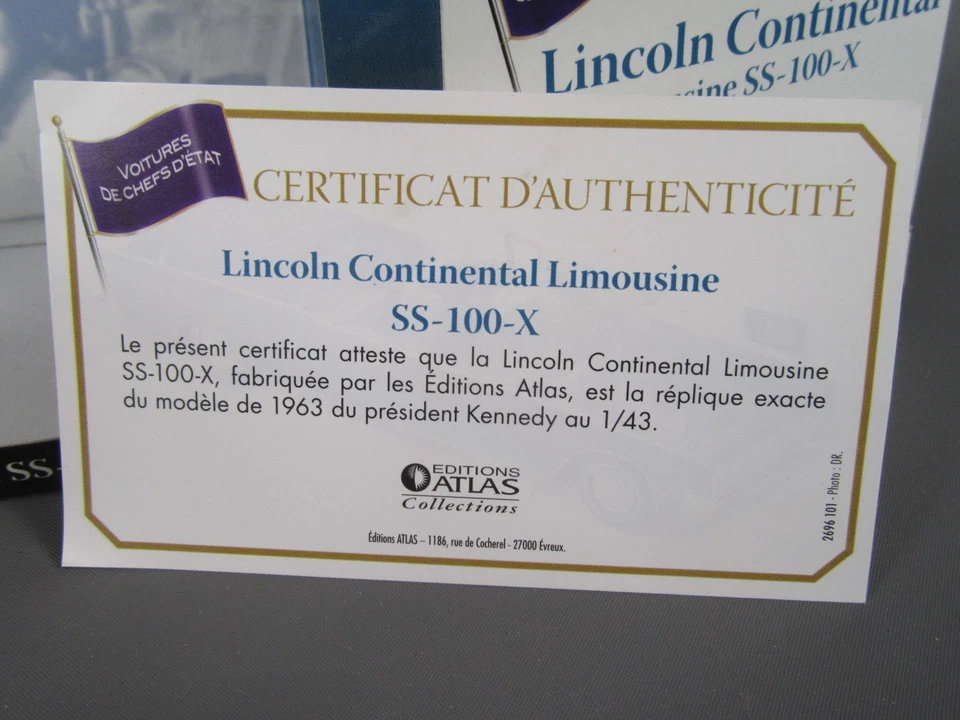 Lincoln Continental
SS-100-X
VOITURES
DE CHEFS D'ÉTAT
CERTIFICAT D'AUTHENTICITÉ
Lincoln Continental Limousine
SS-100-X
Le présent certificat atteste que la Lincoln Continental Limousine
SS-100-X, fabriquée par les Éditions Atlas, est la réplique exacte
du modèle de 1963 du président Kennedy au 1/43.
EDITIONS
ATLAS
Collections
Éditions ATLAS – 1186, rue de Cocherel - 27000 Évreux.
2696 101 - Photo : DR.
SS-